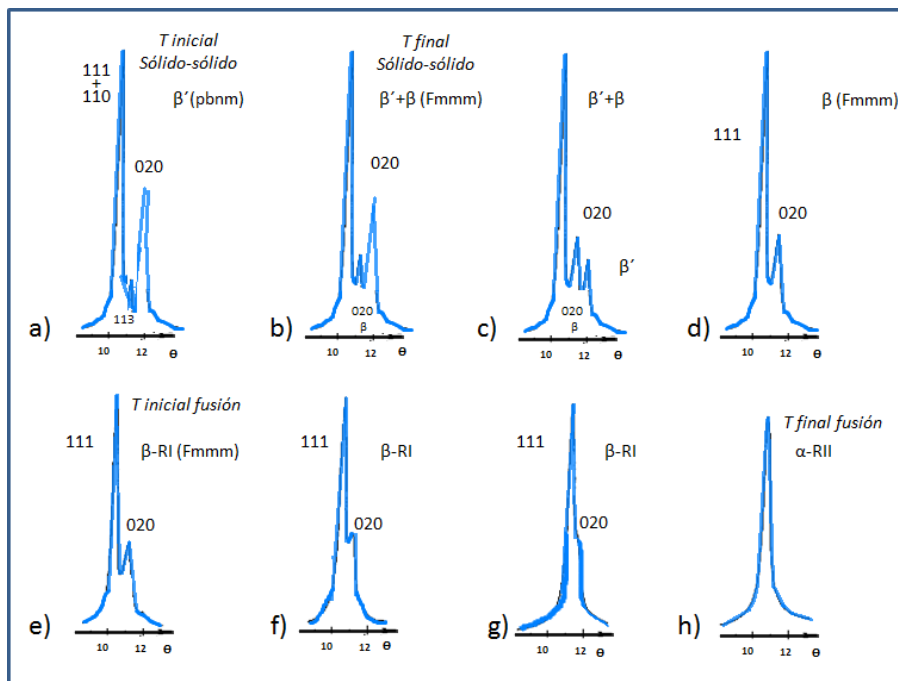 T inicial
Sólido-sólido
111
+
110
β´(pbnm)
020
113
a)
10
12
θ
T final
Sólido-sólido
β´+β (Fmmm)
020
020
β
b)
10
12
θ
β´+β
020
β´
020
β
c)
10
12
θ
β (Fmmm)
111
020
d)
10
12
θ
T inicial fusión
111
β-RI (Fmmm)
020
e)
10
12
θ
111
β-RI
020
f)
10
12
θ
111
β-RI
020
g)
10
12
θ
T final fusión
α-RII
h)
10
12
θ